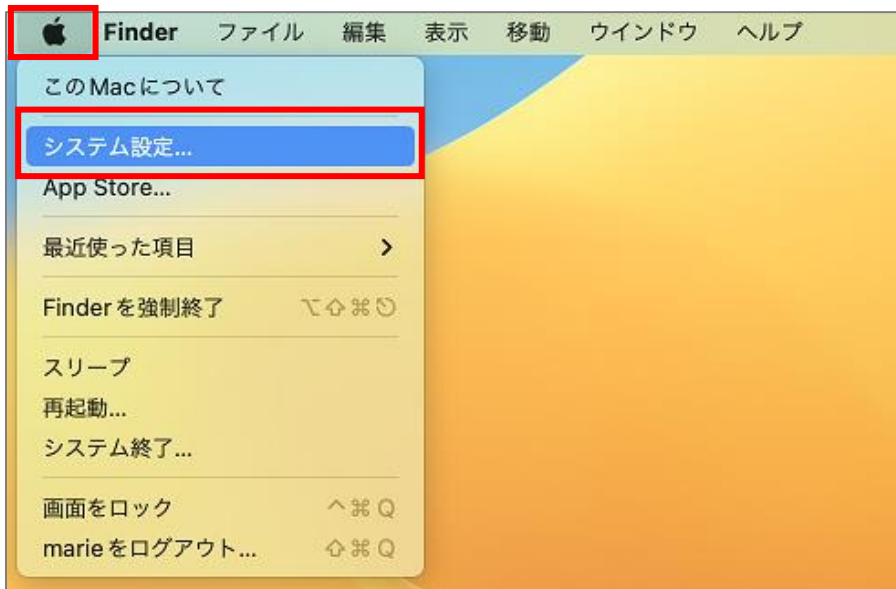 Finder ファイル 編集 表示 移動 ウインドウ ヘルプ
このMacについて
システム設定...
App Store...
最近使った項目 >
Finderを強制終了 ⌥⇧⌘⎋
スリープ
再起動...
システム終了...
画面をロック ^⌘Q
marieをログアウト... ⇧⌘Q